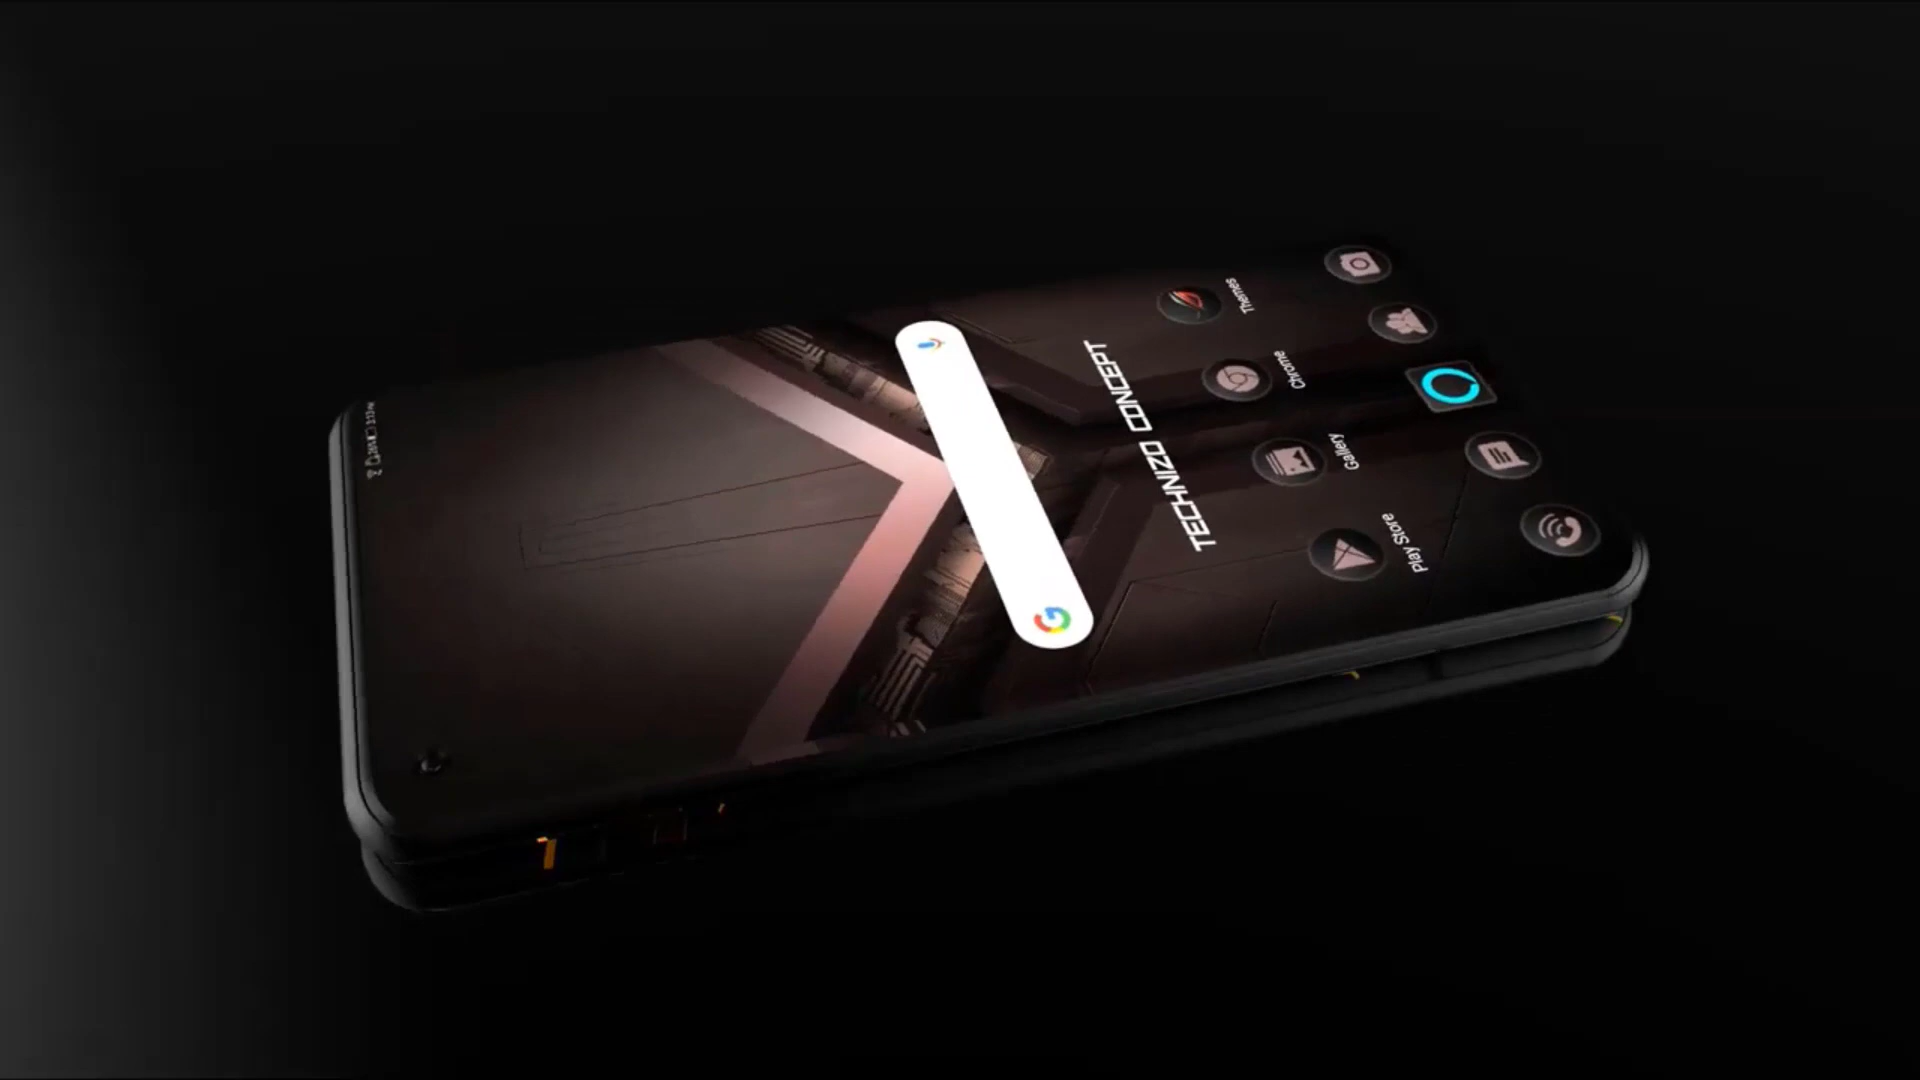 TECHNIZO CONCEPT
Play Store
Gallery
Chrome
Themes